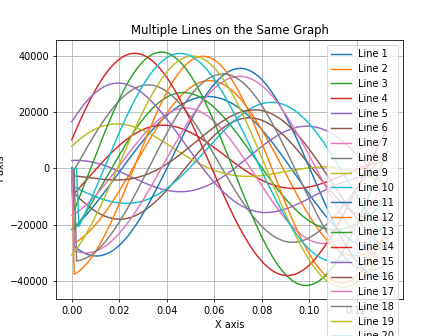 Multiple Lines on the Same Graph
40000
20000
0
−20000
−40000
0.00
0.02
0.04
0.06
0.08
0.10
X axis
Line 1
Line 2
Line 3
Line 4
Line 5
Line 6
Line 7
Line 8
Line 9
Line 10
Line 11
Line 12
Line 13
Line 14
Line 15
Line 16
Line 17
Line 18
Line 19
Line 20